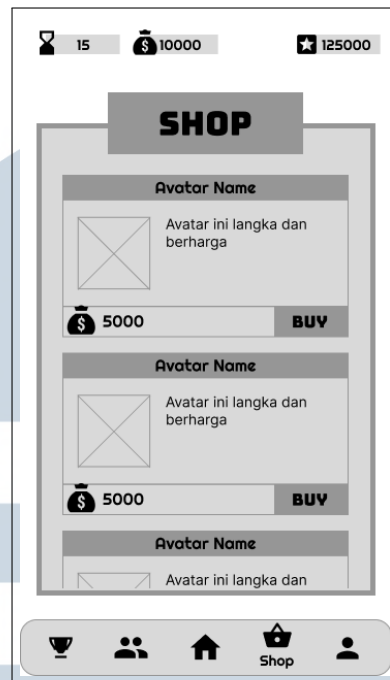 15
10000
125000
SHOP
Avatar Name
Avatar ini langka dan
berharga
5000
BUY
Avatar Name
Avatar ini langka dan
berharga
5000
BUY
Avatar Name
Avatar ini langka dan
Shop